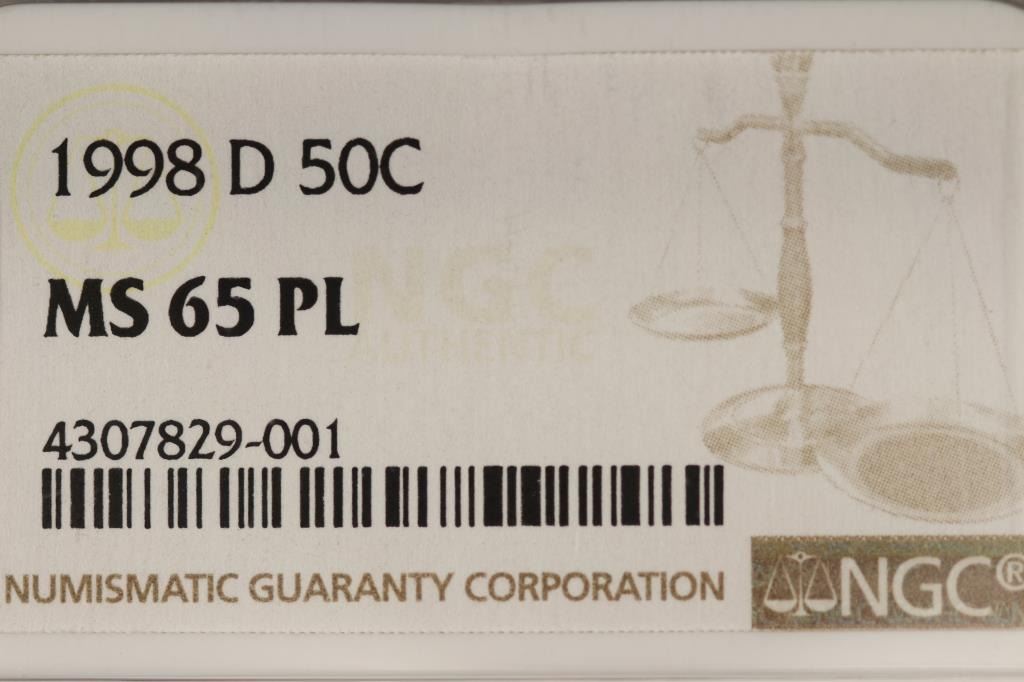 1998 D 50C
NGC
AUTHENTIC
MS 65 PL
4307829-001
NUMISMATIC GUARANTY CORPORATION
NGC®